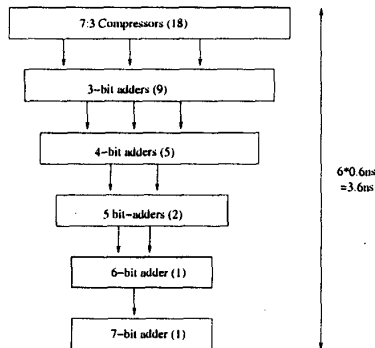 7:3 Compressors (18)
3-bit adders (9)
4-bit adders (5)
5 bit-adders (2)
6-bit adder (1)
7-bit adder (1)
6*0.6ns
=3.6ns